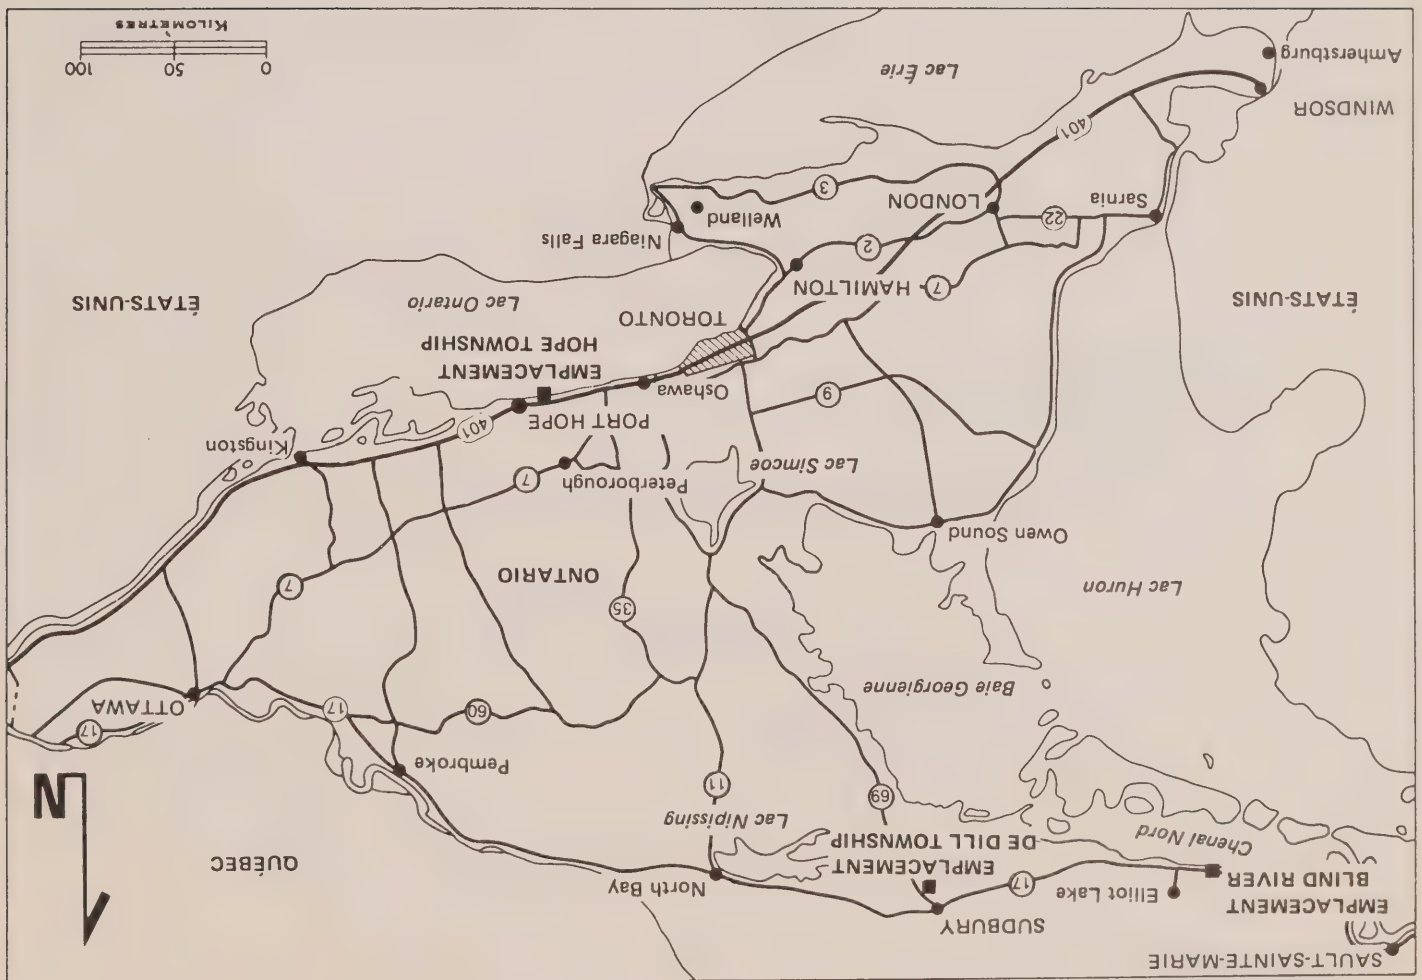 SAULT-SAINTE-MARIE
EMPLACEMENT
BLIND RIVER
Elliot Lake
17
SUDBURY
EMPLACEMENT
DE DILL TOWNSHIP
Chenal Nord
69
North Bay
Lac Nipissing
11
QUÉBEC
N
Pembroke
17
60
OTTAWA
17
Baie Georgienne
Lac Huron
35
ONTARIO
7
Owen Sound
Lac Simcoe
Peterborough
7
Kingston
401
PORT HOPE
EMPLACEMENT
HOPE TOWNSHIP
Oshawa
9
TORONTO
Lac Ontario
ÉTATS-UNIS
ÉTATS-UNIS
7
HAMILTON
2
Niagara Falls
Welland
Sarnia
22
LONDON
3
WINDSOR
401
Amherstburg
Lac Érie
0
50
100
KILOMETRES